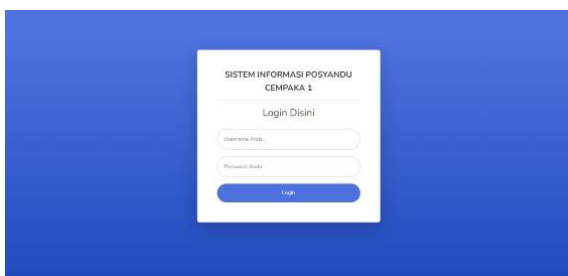 SISTEM INFORMASI POSYANDU
CEMPAKA 1
Login Disini
Username Anda...
Password Anda...
Login